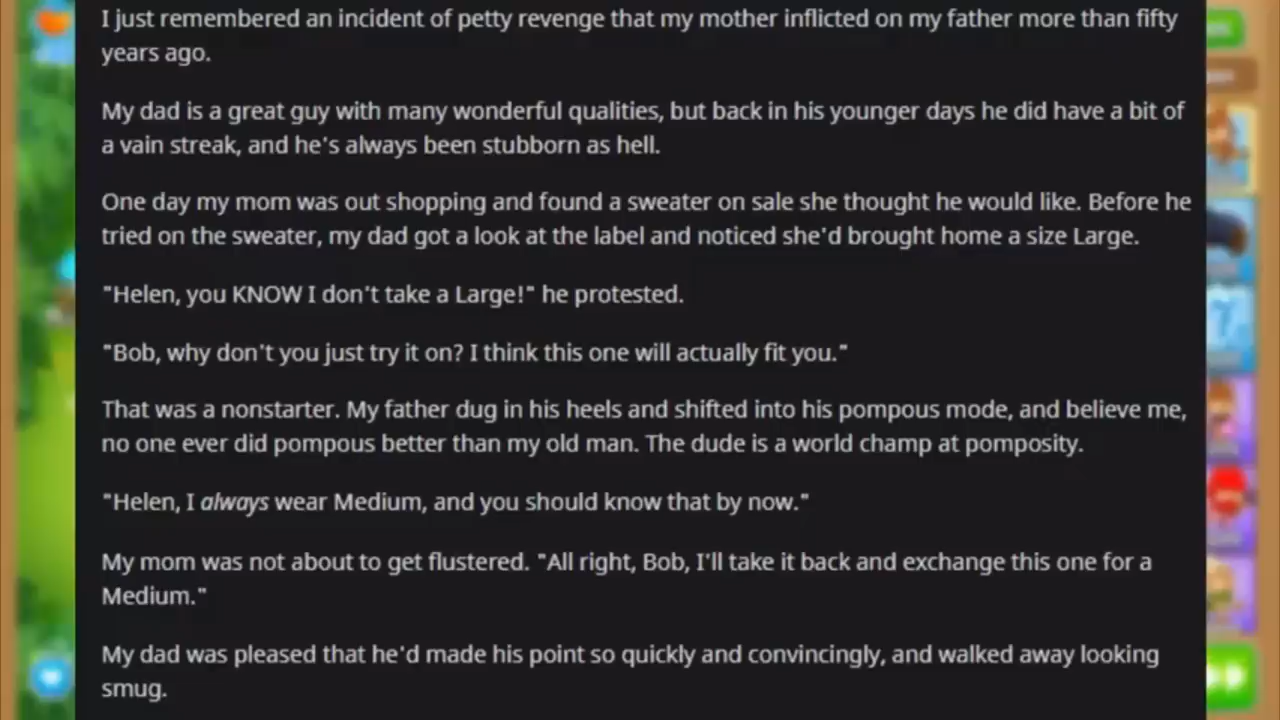 I just remembered an incident of petty revenge that my mother inflicted on my father more than fifty
years ago.
My dad is a great guy with many wonderful qualities, but back in his younger days he did have a bit of
a vain streak, and he's always been stubborn as hell.
One day my mom was out shopping and found a sweater on sale she thought he would like. Before he
tried on the sweater, my dad got a look at the label and noticed she'd brought home a size Large.
"Helen, you KNOW I don't take a Large!" he protested.
"Bob, why don't you just try it on? I think this one will actually fit you."
That was a nonstarter. My father dug in his heels and shifted into his pompous mode, and believe me,
no one ever did pompous better than my old man. The dude is a world champ at pomposity.
"Helen, I always wear Medium, and you should know that by now."
My mom was not about to get flustered. "All right, Bob, I'll take it back and exchange this one for a
Medium."
My dad was pleased that he'd made his point so quickly and convincingly, and walked away looking
smug.